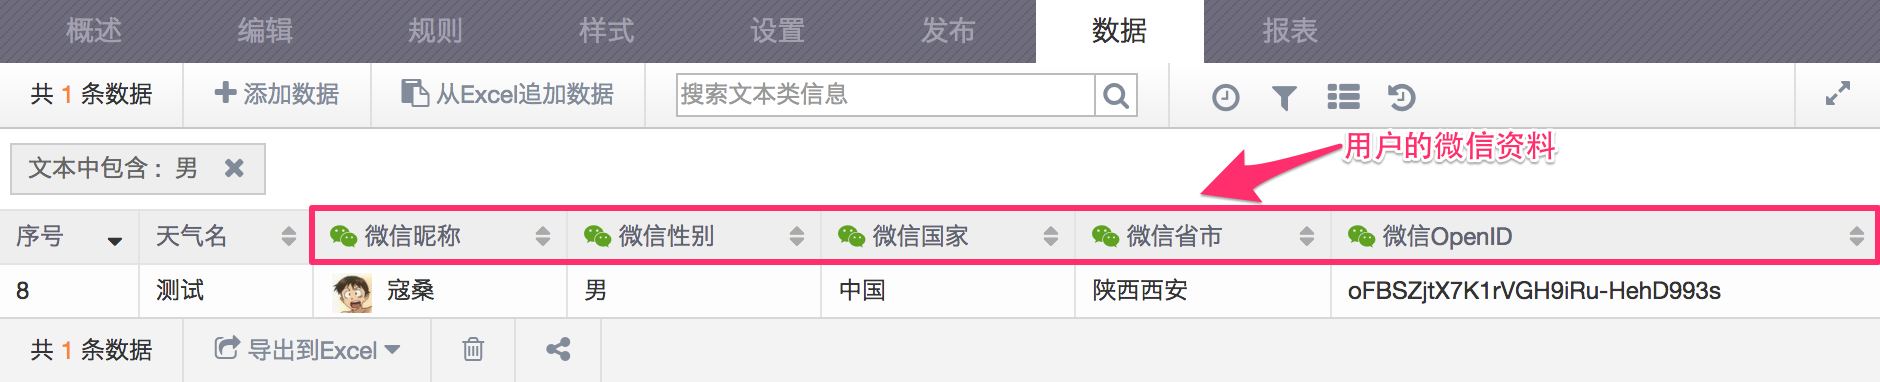 概述 编辑 规则 样式 设置 发布 数据 报表
共 1 条数据 添加数据 从Excel追加数据 搜索文本类信息
用户的微信资料
文本中包含：男
序号 天气名 微信昵称 微信性别 微信国家 微信省市 微信OpenID
8 测试 寇桑 男 中国 陕西西安 oFBSZjtX7K1rVGH9iRu-HehD993s
共 1 条数据 导出到Excel